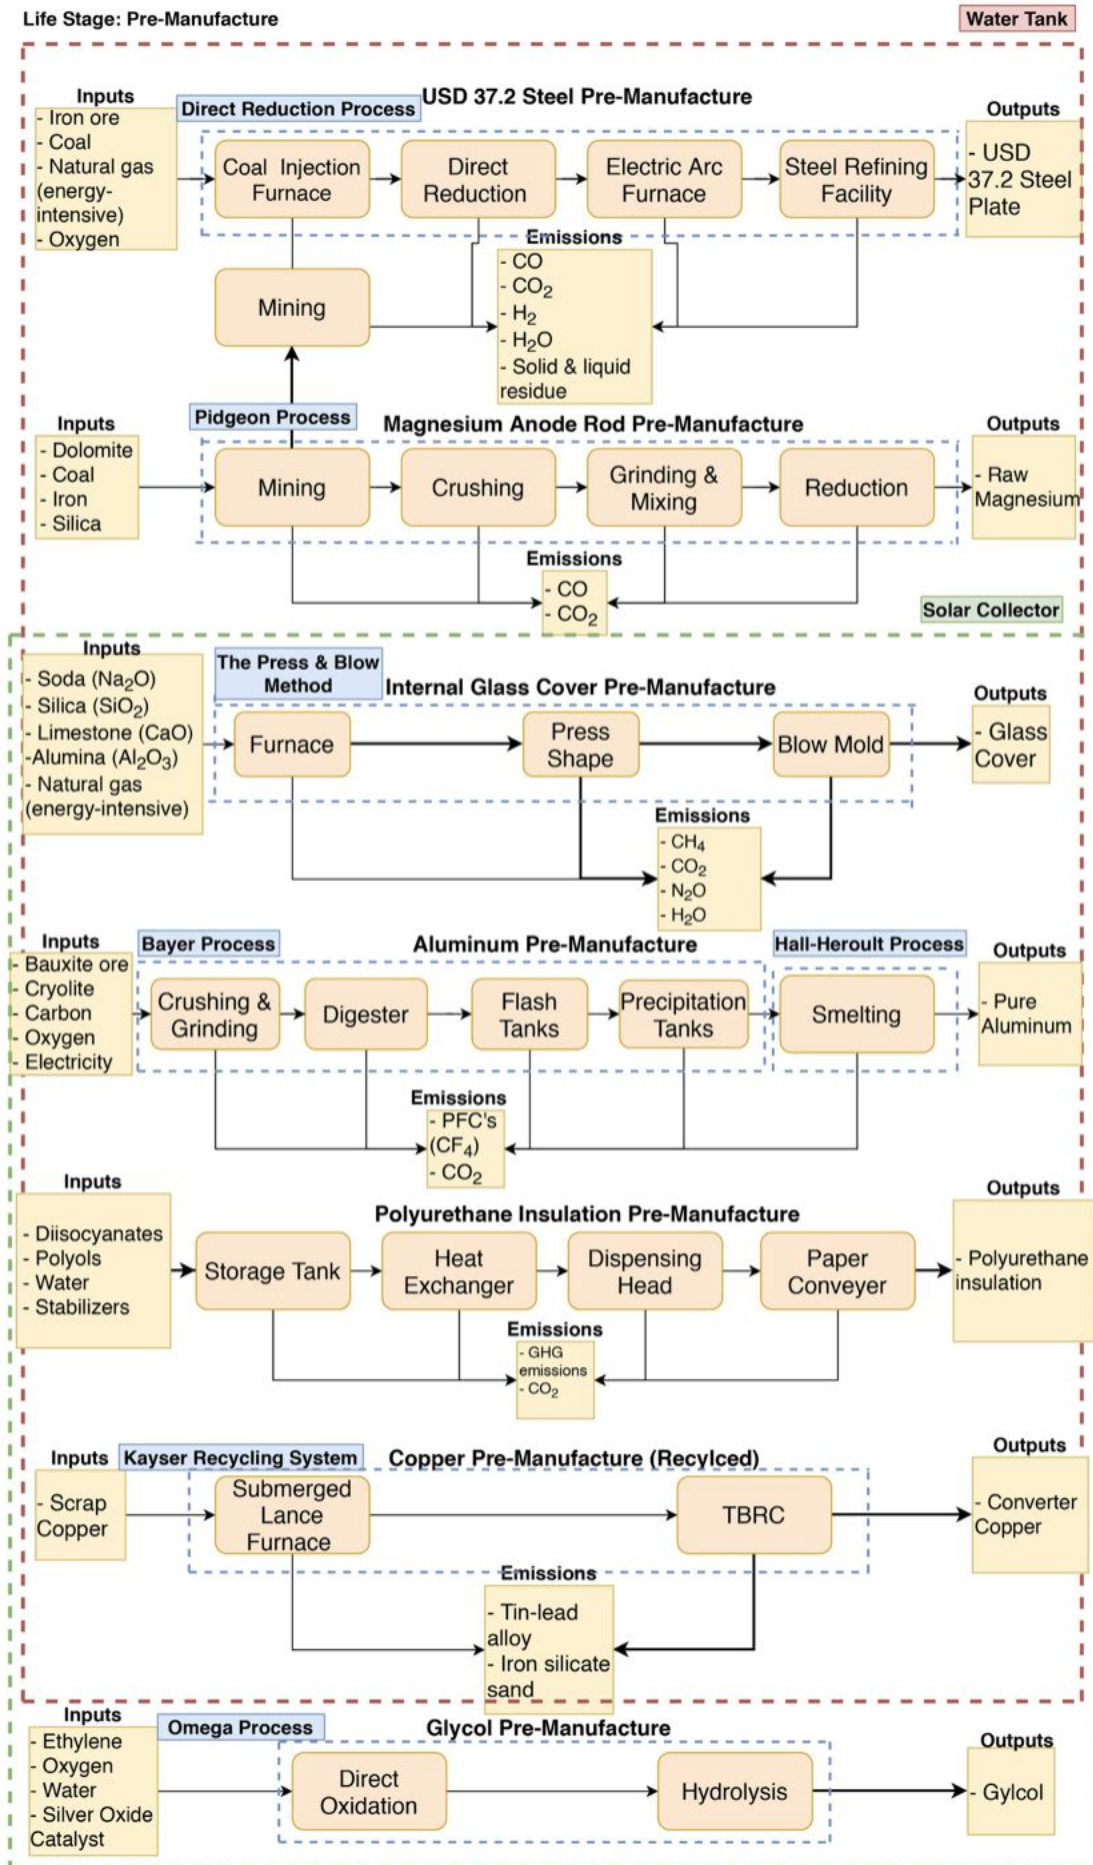 Life Stage: Pre-Manufacture
Water Tank
Inputs
- Iron ore
- Coal
- Natural gas
(energy-
intensive)
- Oxygen
Direct Reduction Process
USD 37.2 Steel Pre-Manufacture
Coal Injection
Furnace
Direct
Reduction
Electric Arc
Furnace
Steel Refining
Facility
Outputs
- USD
37.2 Steel
Plate
Mining
Emissions
- CO
- CO₂
- H₂
- H₂O
- Solid & liquid
residue
Inputs
- Dolomite
- Coal
- Iron
- Silica
Pidgeon Process
Magnesium Anode Rod Pre-Manufacture
Mining
Crushing
Grinding &
Mixing
Reduction
Outputs
- Raw
Magnesium
Emissions
- CO
- CO₂
Solar Collector
Inputs
- Soda (Na₂O)
- Silica (SiO₂)
- Limestone (CaO)
-Alumina (Al₂O₃)
- Natural gas
(energy-intensive)
The Press & Blow
Method
Internal Glass Cover Pre-Manufacture
Furnace
Press
Shape
Blow Mold
Outputs
- Glass
Cover
Emissions
- CH₄
- CO₂
- N₂O
- H₂O
Inputs
- Bauxite ore
- Cryolite
- Carbon
- Oxygen
- Electricity
Bayer Process
Aluminum Pre-Manufacture
Hall-Heroult Process
Crushing &
Grinding
Digester
Flash
Tanks
Precipitation
Tanks
Smelting
Outputs
- Pure
Aluminum
Emissions
- PFC's
(CF₄)
- CO₂
Inputs
- Diisocyanates
- Polyols
- Water
- Stabilizers
Polyurethane Insulation Pre-Manufacture
Storage Tank
Heat
Exchanger
Dispensing
Head
Paper
Conveyer
Outputs
- Polyurethane
insulation
Emissions
- GHG
emissions
- CO₂
Inputs
- Scrap
Copper
Kayser Recycling System
Copper Pre-Manufacture (Recylced)
Submerged
Lance
Furnace
TBRC
Outputs
- Converter
Copper
Emissions
- Tin-lead
alloy
- Iron silicate
sand
Inputs
- Ethylene
- Oxygen
- Water
- Silver Oxide
Catalyst
Omega Process
Glycol Pre-Manufacture
Direct
Oxidation
Hydrolysis
Outputs
- Gylcol